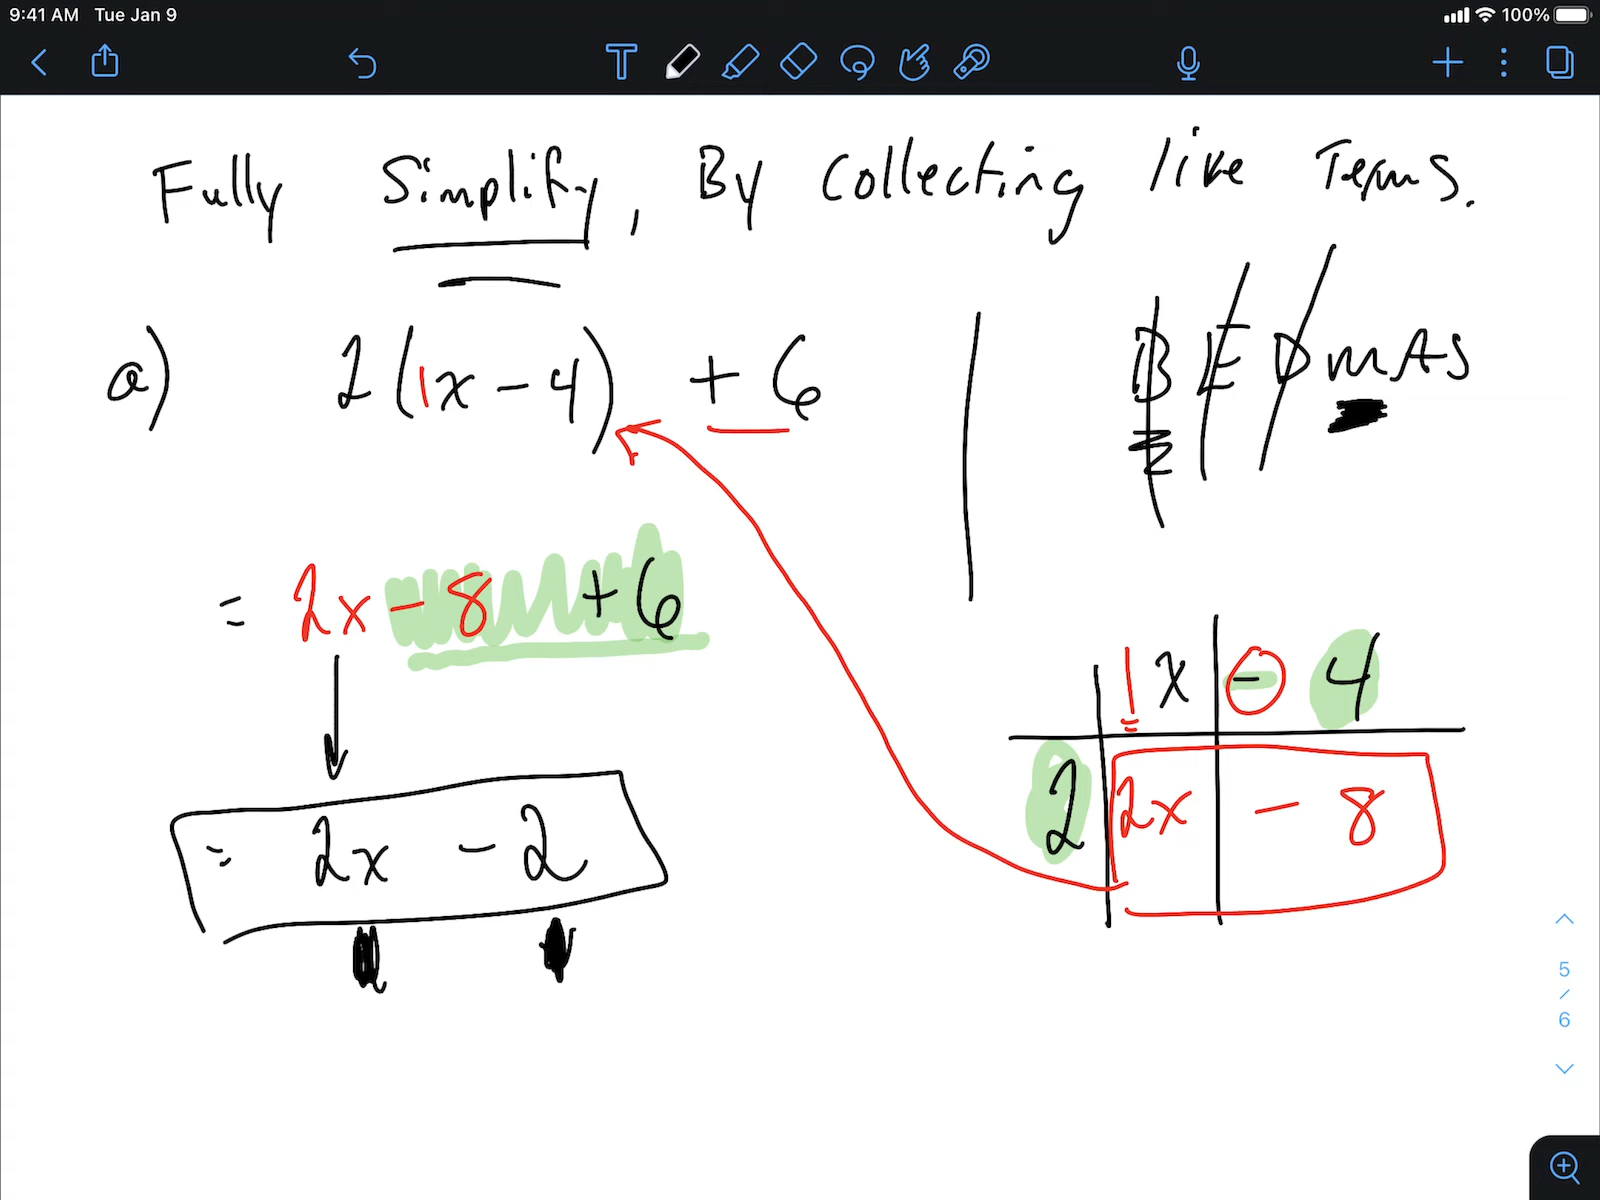 9:41 AM Tue Jan 9
100%
Fully Simplify, By Collecting like Terms.
a) 2(1x - 4) + 6
BEDMAS
= 2x - 8 + 6
1x - 4
2 2x - 8
= 2x - 2
5
/
6